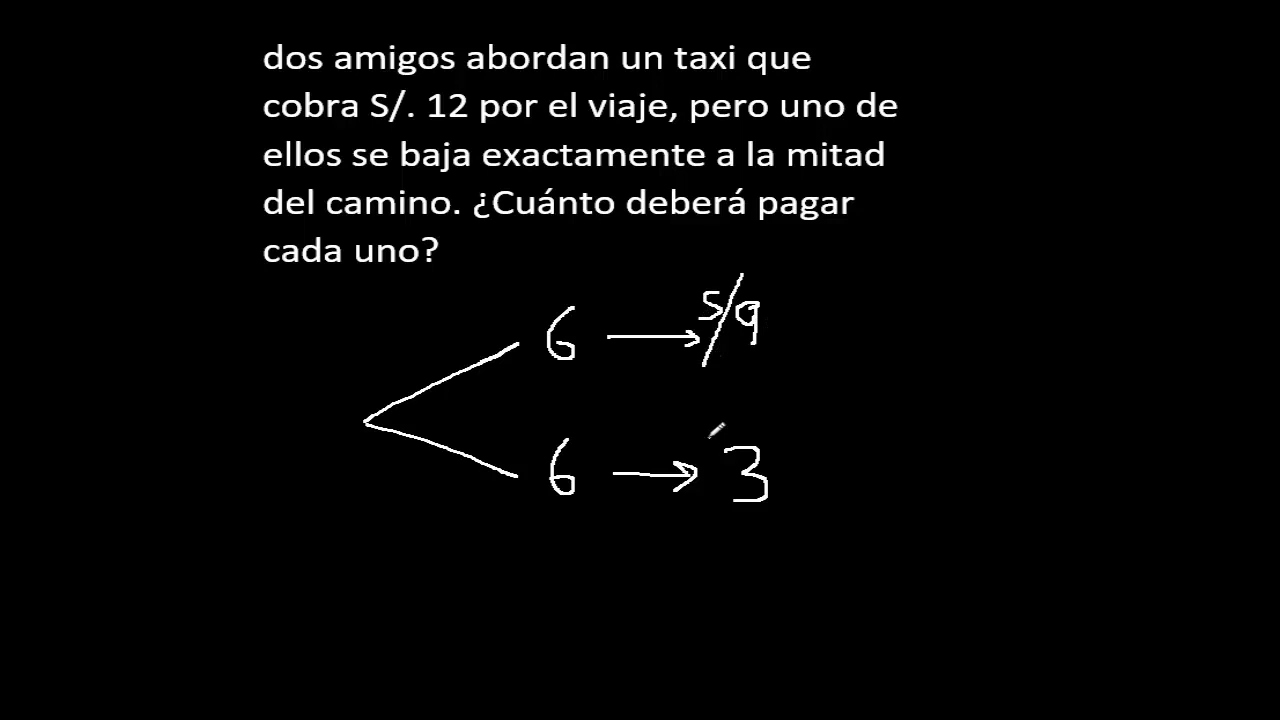 dos amigos abordan un taxi que
cobra S/. 12 por el viaje, pero uno de
ellos se baja exactamente a la mitad
del camino. ¿Cuánto deberá pagar
cada uno?
6 → S/9
6 → 3